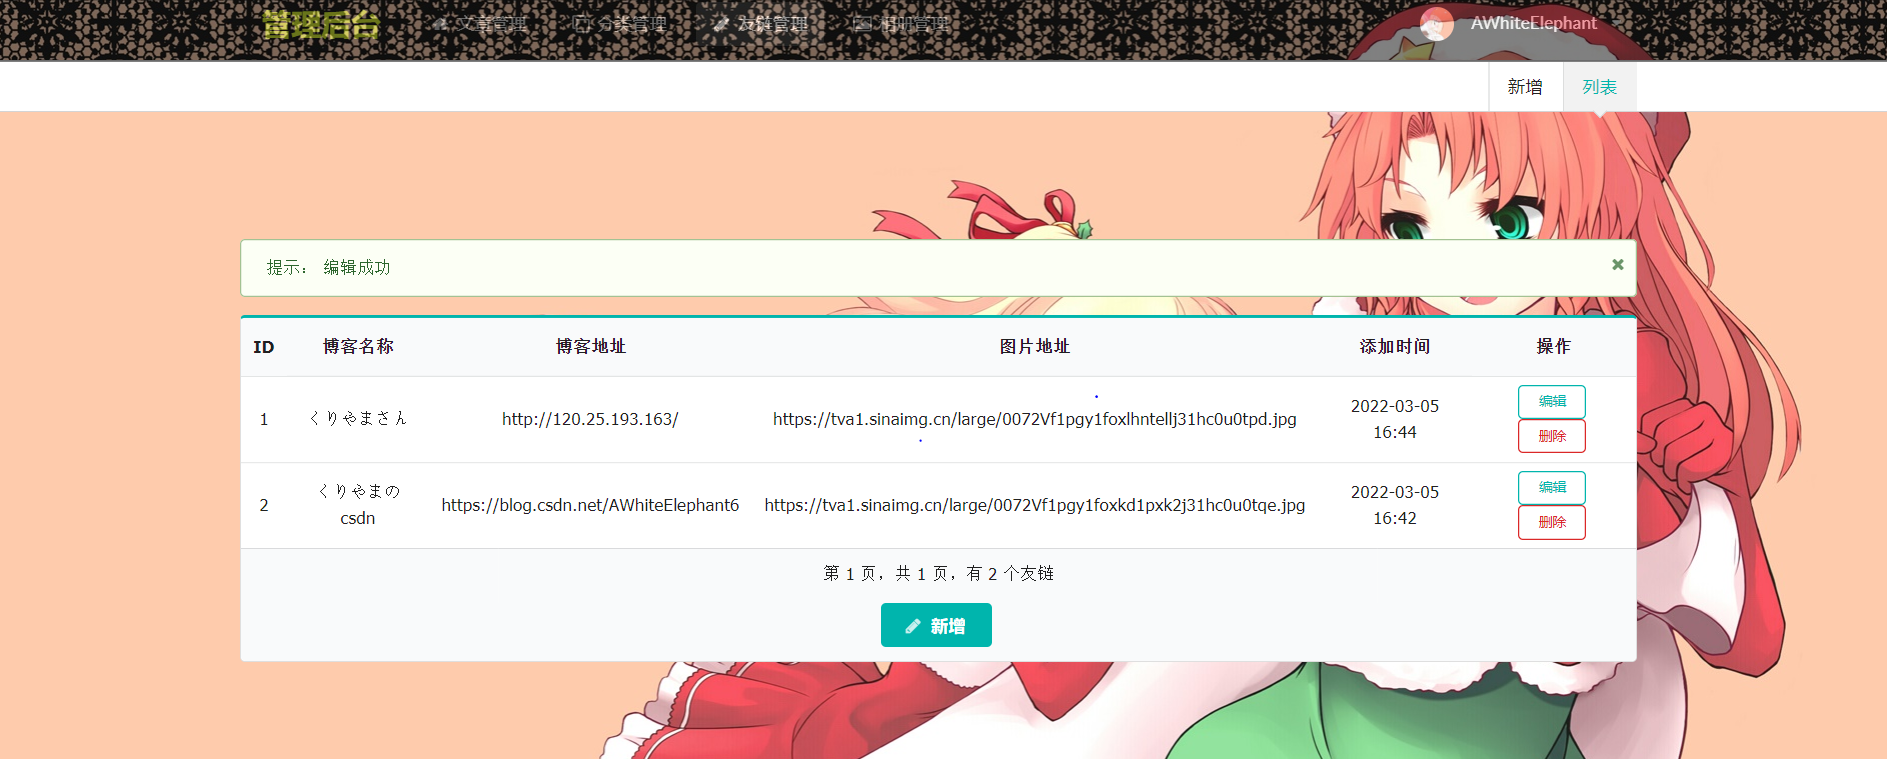 管理后台 文章管理 分类管理 友链管理 相册管理 AWhiteElephant
新增 列表
提示： 编辑成功
ID 博客名称 博客地址 图片地址 添加时间 操作
1 くりやまさん http://120.25.193.163/ https://tva1.sinaimg.cn/large/0072Vf1pgy1foxlhntellj31hc0u0tpd.jpg 2022-03-05 16:44 编辑 删除
2 くりやまの csdn https://blog.csdn.net/AWhiteElephant6 https://tva1.sinaimg.cn/large/0072Vf1pgy1foxkd1pxk2j31hc0u0tqe.jpg 2022-03-05 16:42 编辑 删除
第 1 页，共 1 页，有 2 个友链
新增